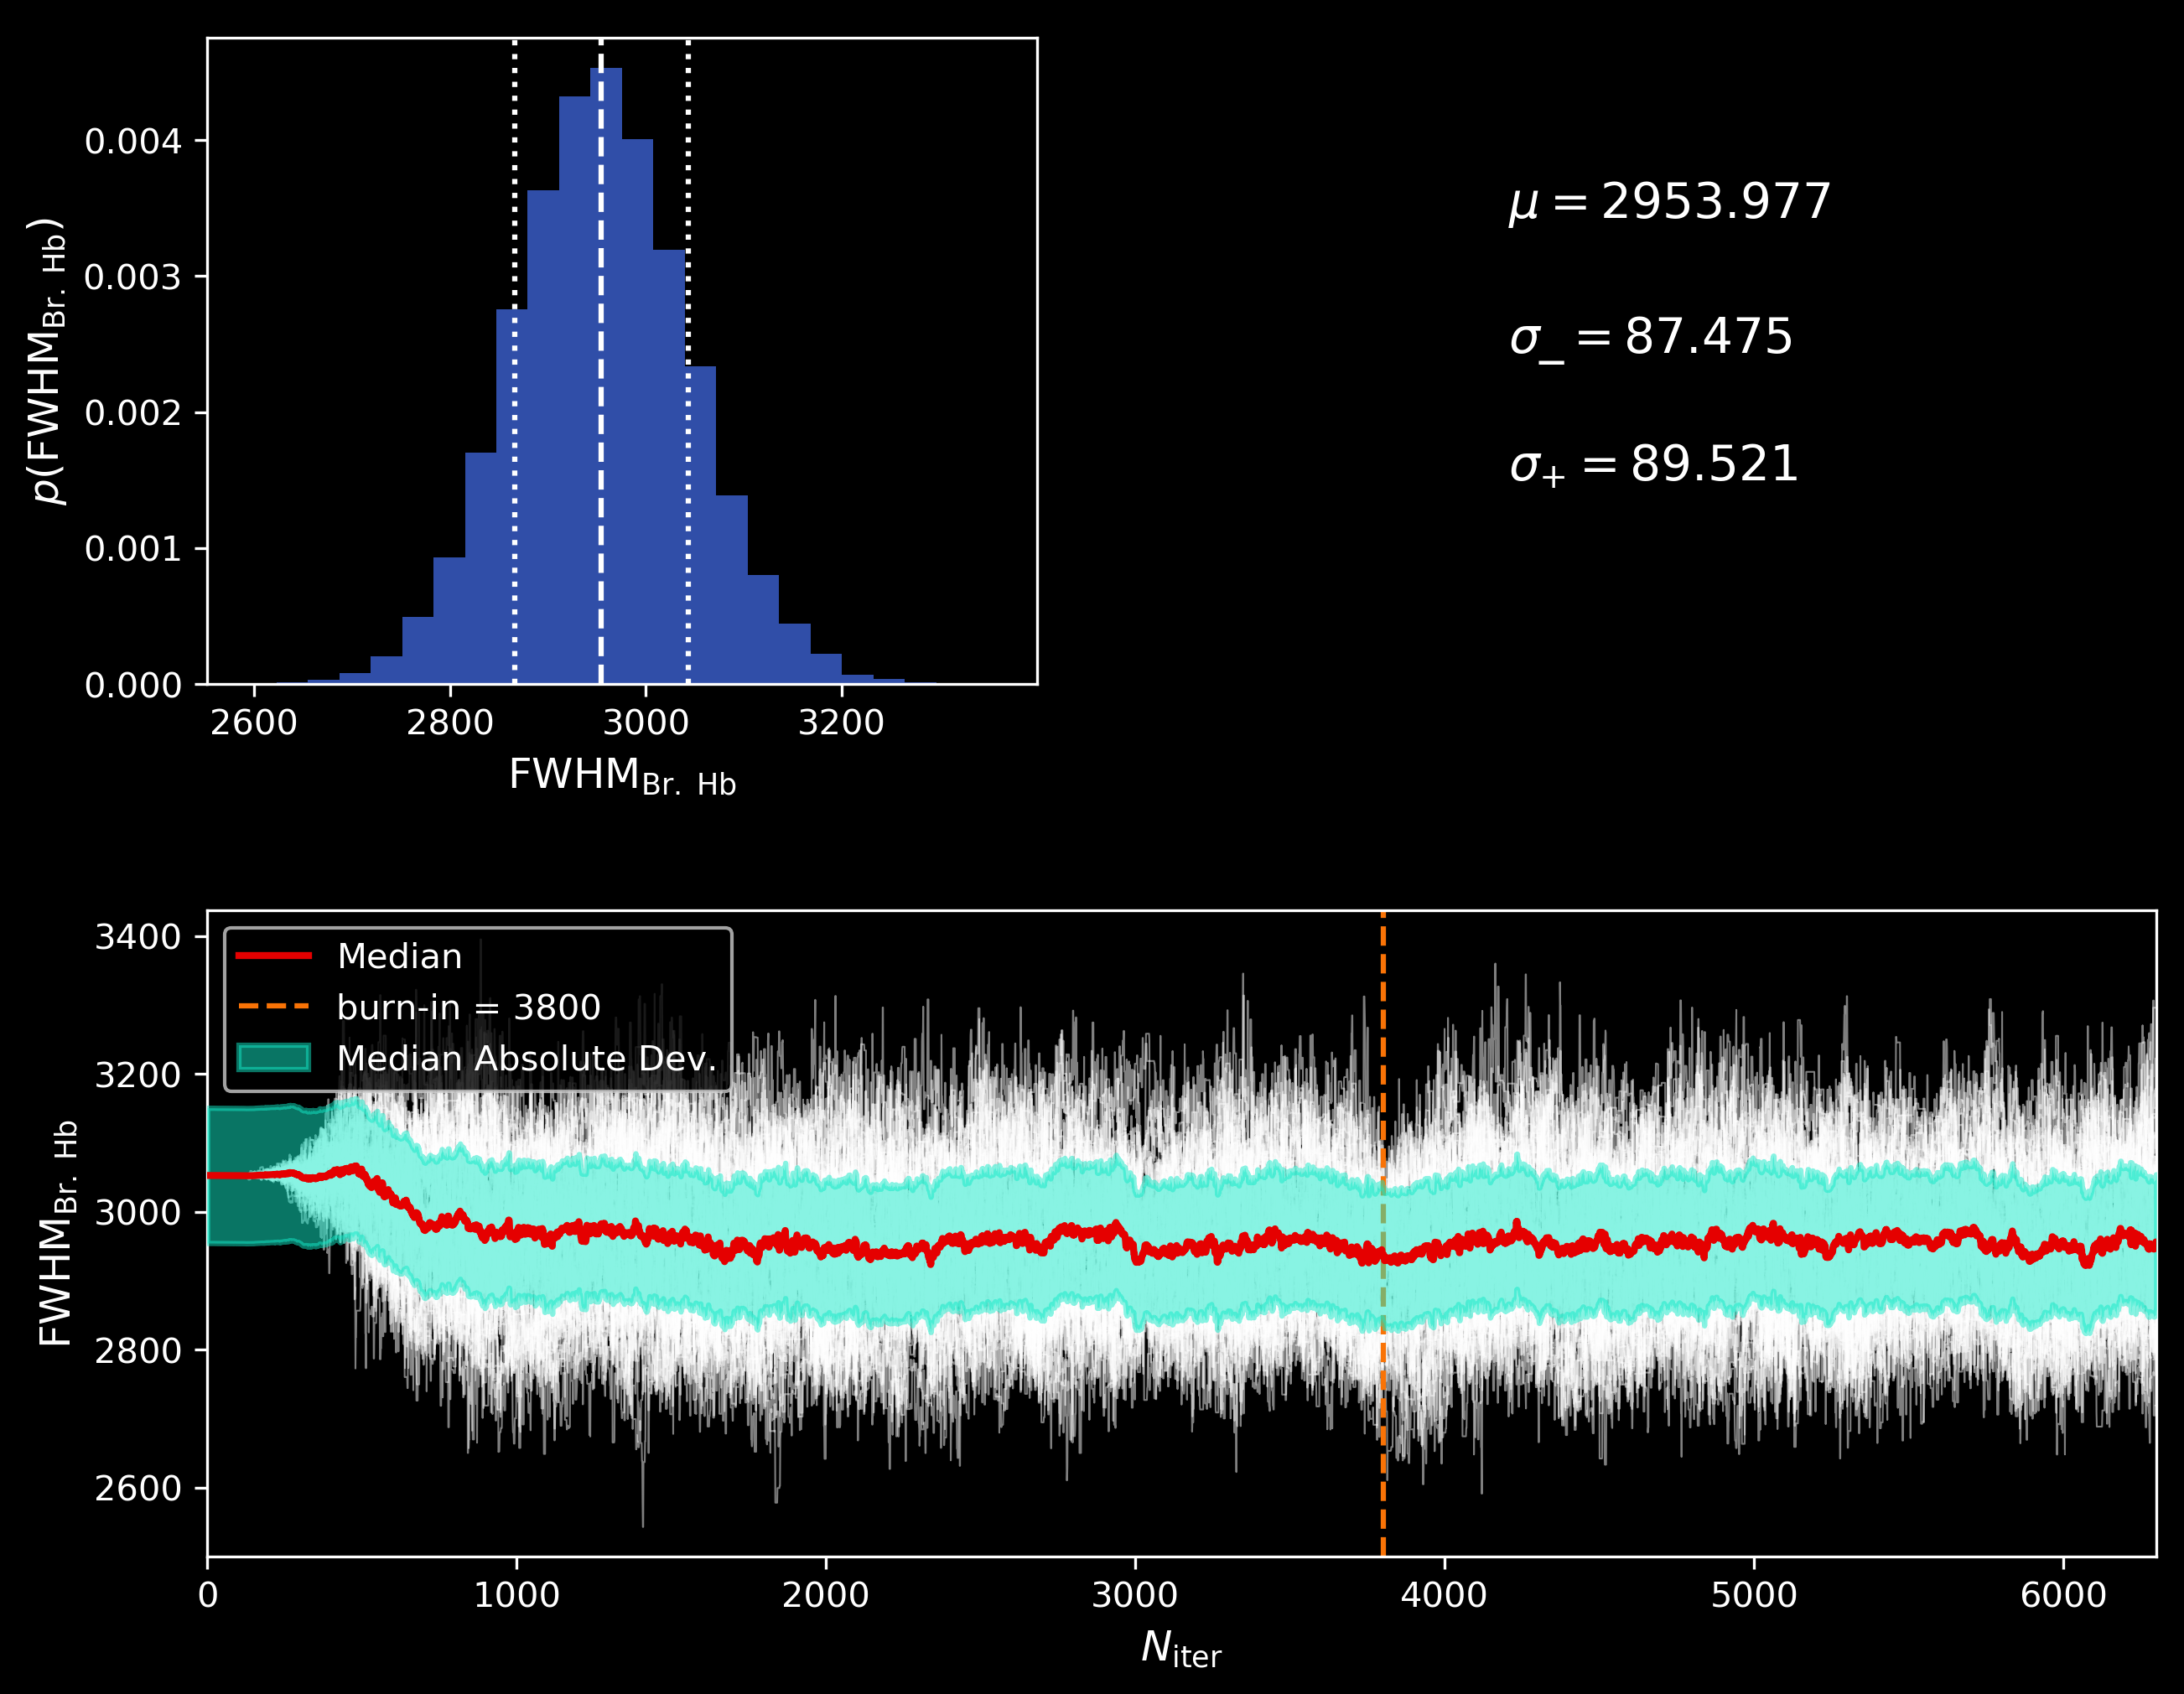 0.004
0.003
0.002
0.001
0.000
p(FWHM_Br. Hb)
2600 2800 3000 3200
FWHM_Br. Hb
μ = 2953.977
σ_− = 87.475
σ_+ = 89.521
3400
3200
3000
2800
2600
FWHM_Br. Hb
Median
burn-in = 3800
Median Absolute Dev.
0 1000 2000 3000 4000 5000 6000
N_iter